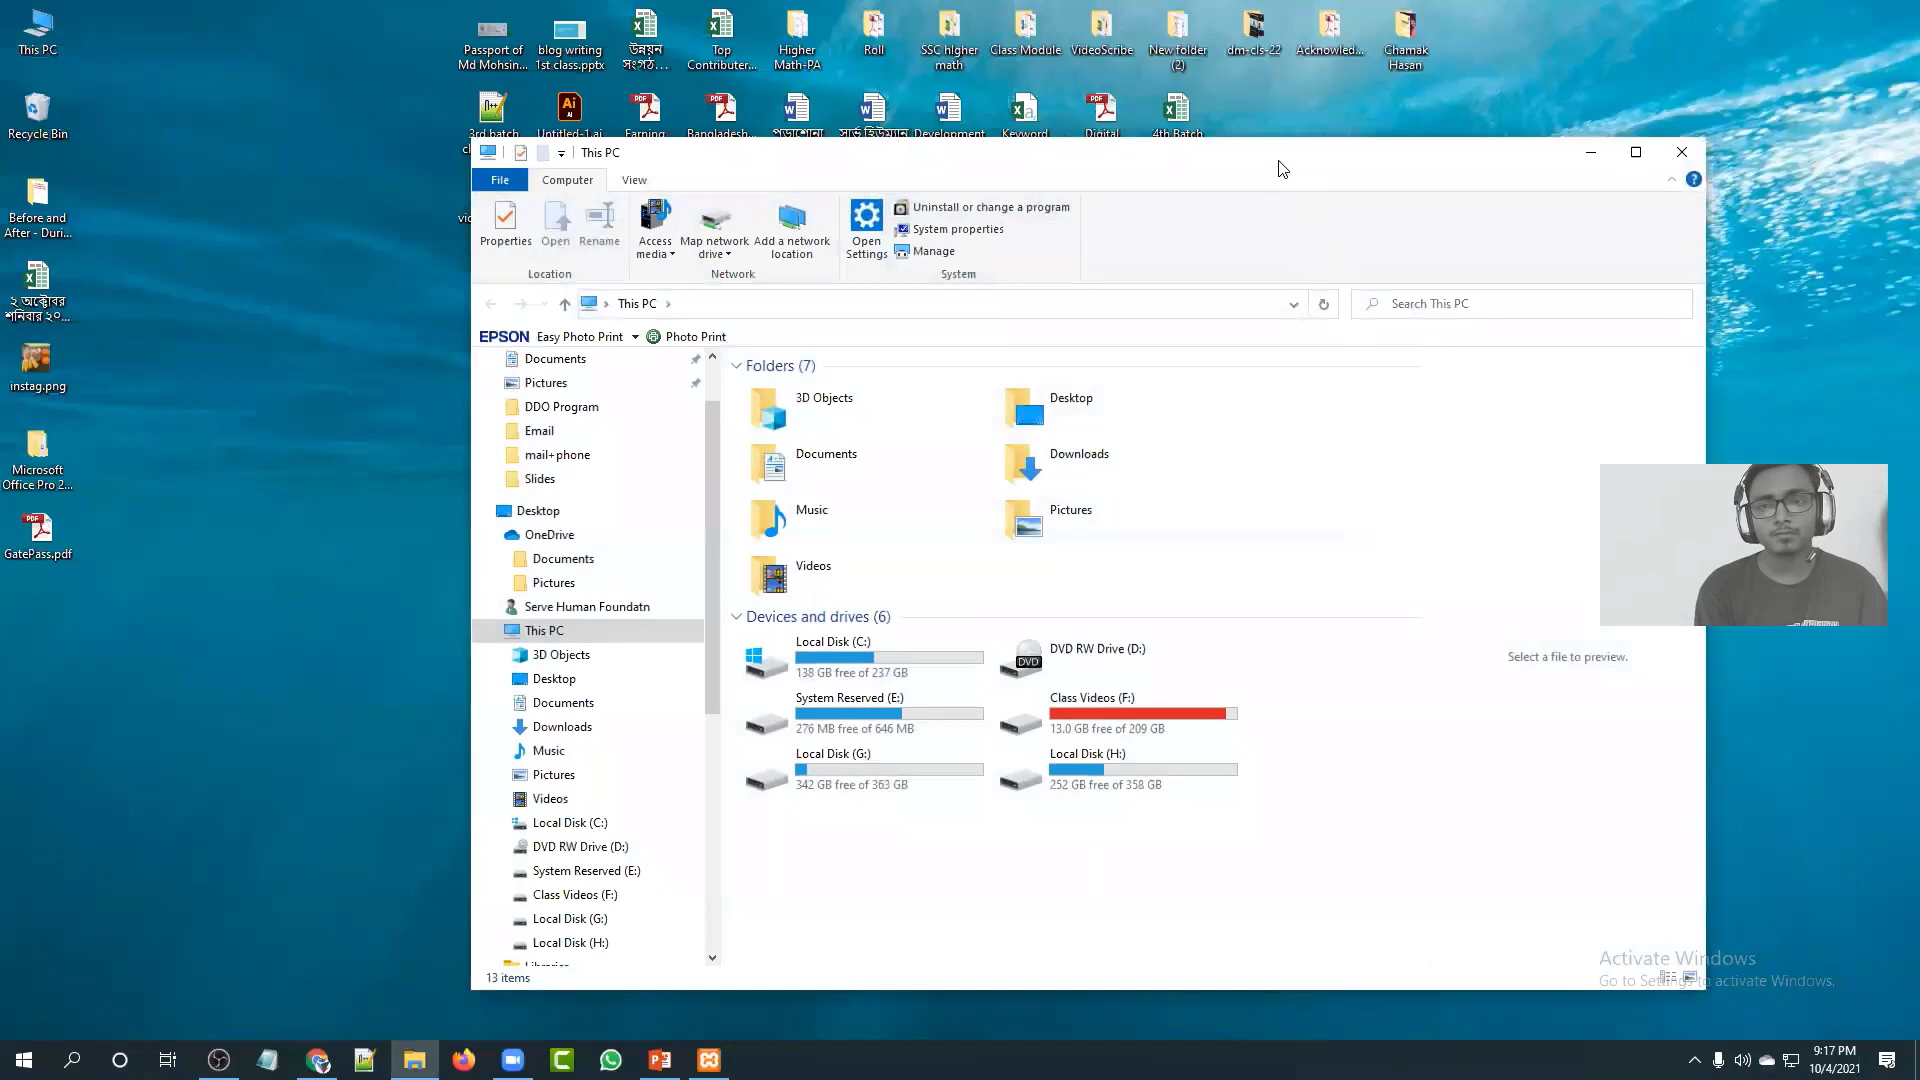 This PC
Recycle Bin
Before and
After - Duri...
২ অক্টোবর
শনিবার ২০...
instag.png
Microsoft
Office Pro 2...
GatePass.pdf
Passport of
Md Mohsin...
blog writing
1st class.pptx
উন্নয়ন
সংগঠ...
Top
Contributer...
Higher
Math-PA
Roll
SSC higher
math
Class Module
VideoScribe
New folder
(2)
dm-cls-22
Acknowled...
Chamak
Hasan
3rd batch
Untitled-1.ai
Earning
Bangladesh...
পড়াশোনা
সার্ভ হিউম্যান
Development
Keyword
Digital
4th Batch
This PC
File
Computer
View
Properties
Open
Rename
Location
Access
media
Map network
drive
Add a network
location
Network
Open
Settings
Uninstall or change a program
System properties
Manage
System
This PC
Search This PC
EPSON Easy Photo Print
Photo Print
Documents
Pictures
DDO Program
Email
mail+phone
Slides
Desktop
OneDrive
Documents
Pictures
Serve Human Foundatn
This PC
3D Objects
Desktop
Documents
Downloads
Music
Pictures
Videos
Local Disk (C:)
DVD RW Drive (D:)
System Reserved (E:)
Class Videos (F:)
Local Disk (G:)
Local Disk (H:)
Folders (7)
3D Objects
Desktop
Documents
Downloads
Music
Pictures
Videos
Devices and drives (6)
Local Disk (C:)
138 GB free of 237 GB
DVD RW Drive (D:)
DVD
System Reserved (E:)
276 MB free of 646 MB
Class Videos (F:)
13.0 GB free of 209 GB
Local Disk (G:)
342 GB free of 363 GB
Local Disk (H:)
252 GB free of 358 GB
Select a file to preview.
13 items
Activate Windows
Go to Settings to activate Windows.
9:17 PM
10/4/2021